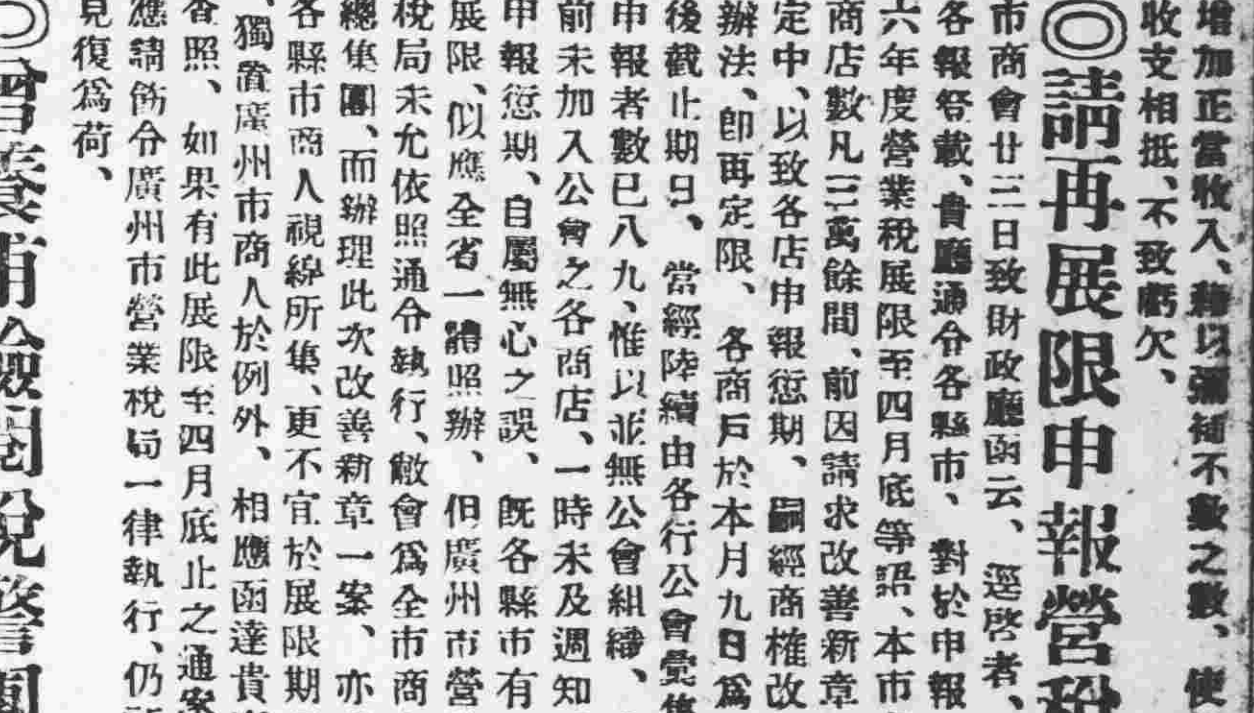 增加正當收入、藉以彌補不數之數、使
收支相抵、不致虧欠、
◎請再展限申報營稅
市商會廿三日致財政廳函云、逕啓者、
各報登載、貴廳通令各縣市、對於申報
六年度營業稅展限至四月底等語、本市
商店數凡三萬餘間、前因請求改善新章
定中、以致各店申報愆期、嗣經商榷改
辦法、卽再定限、各商戶於本月九日爲
後截止期日、當經陸續由各行公會彙集
申報者數已八九、惟以並無公會組織、
前未加入公會之各商店、一時未及週知
申報愆期、自屬無心之誤、旣各縣市有
展限、似應全省一體照辦、但廣州市營
稅局未允依照通令執行、敝會爲全市商
總集團、而辦理此次改善新章一案、亦
各縣市商人視線所集、更不宜於展限期
獨置廣州市商人於例外、相應函達貴
查照、如果有此展限至四月底止之通案
應請飭令廣州市營業稅局一律執行、仍
見復爲荷、